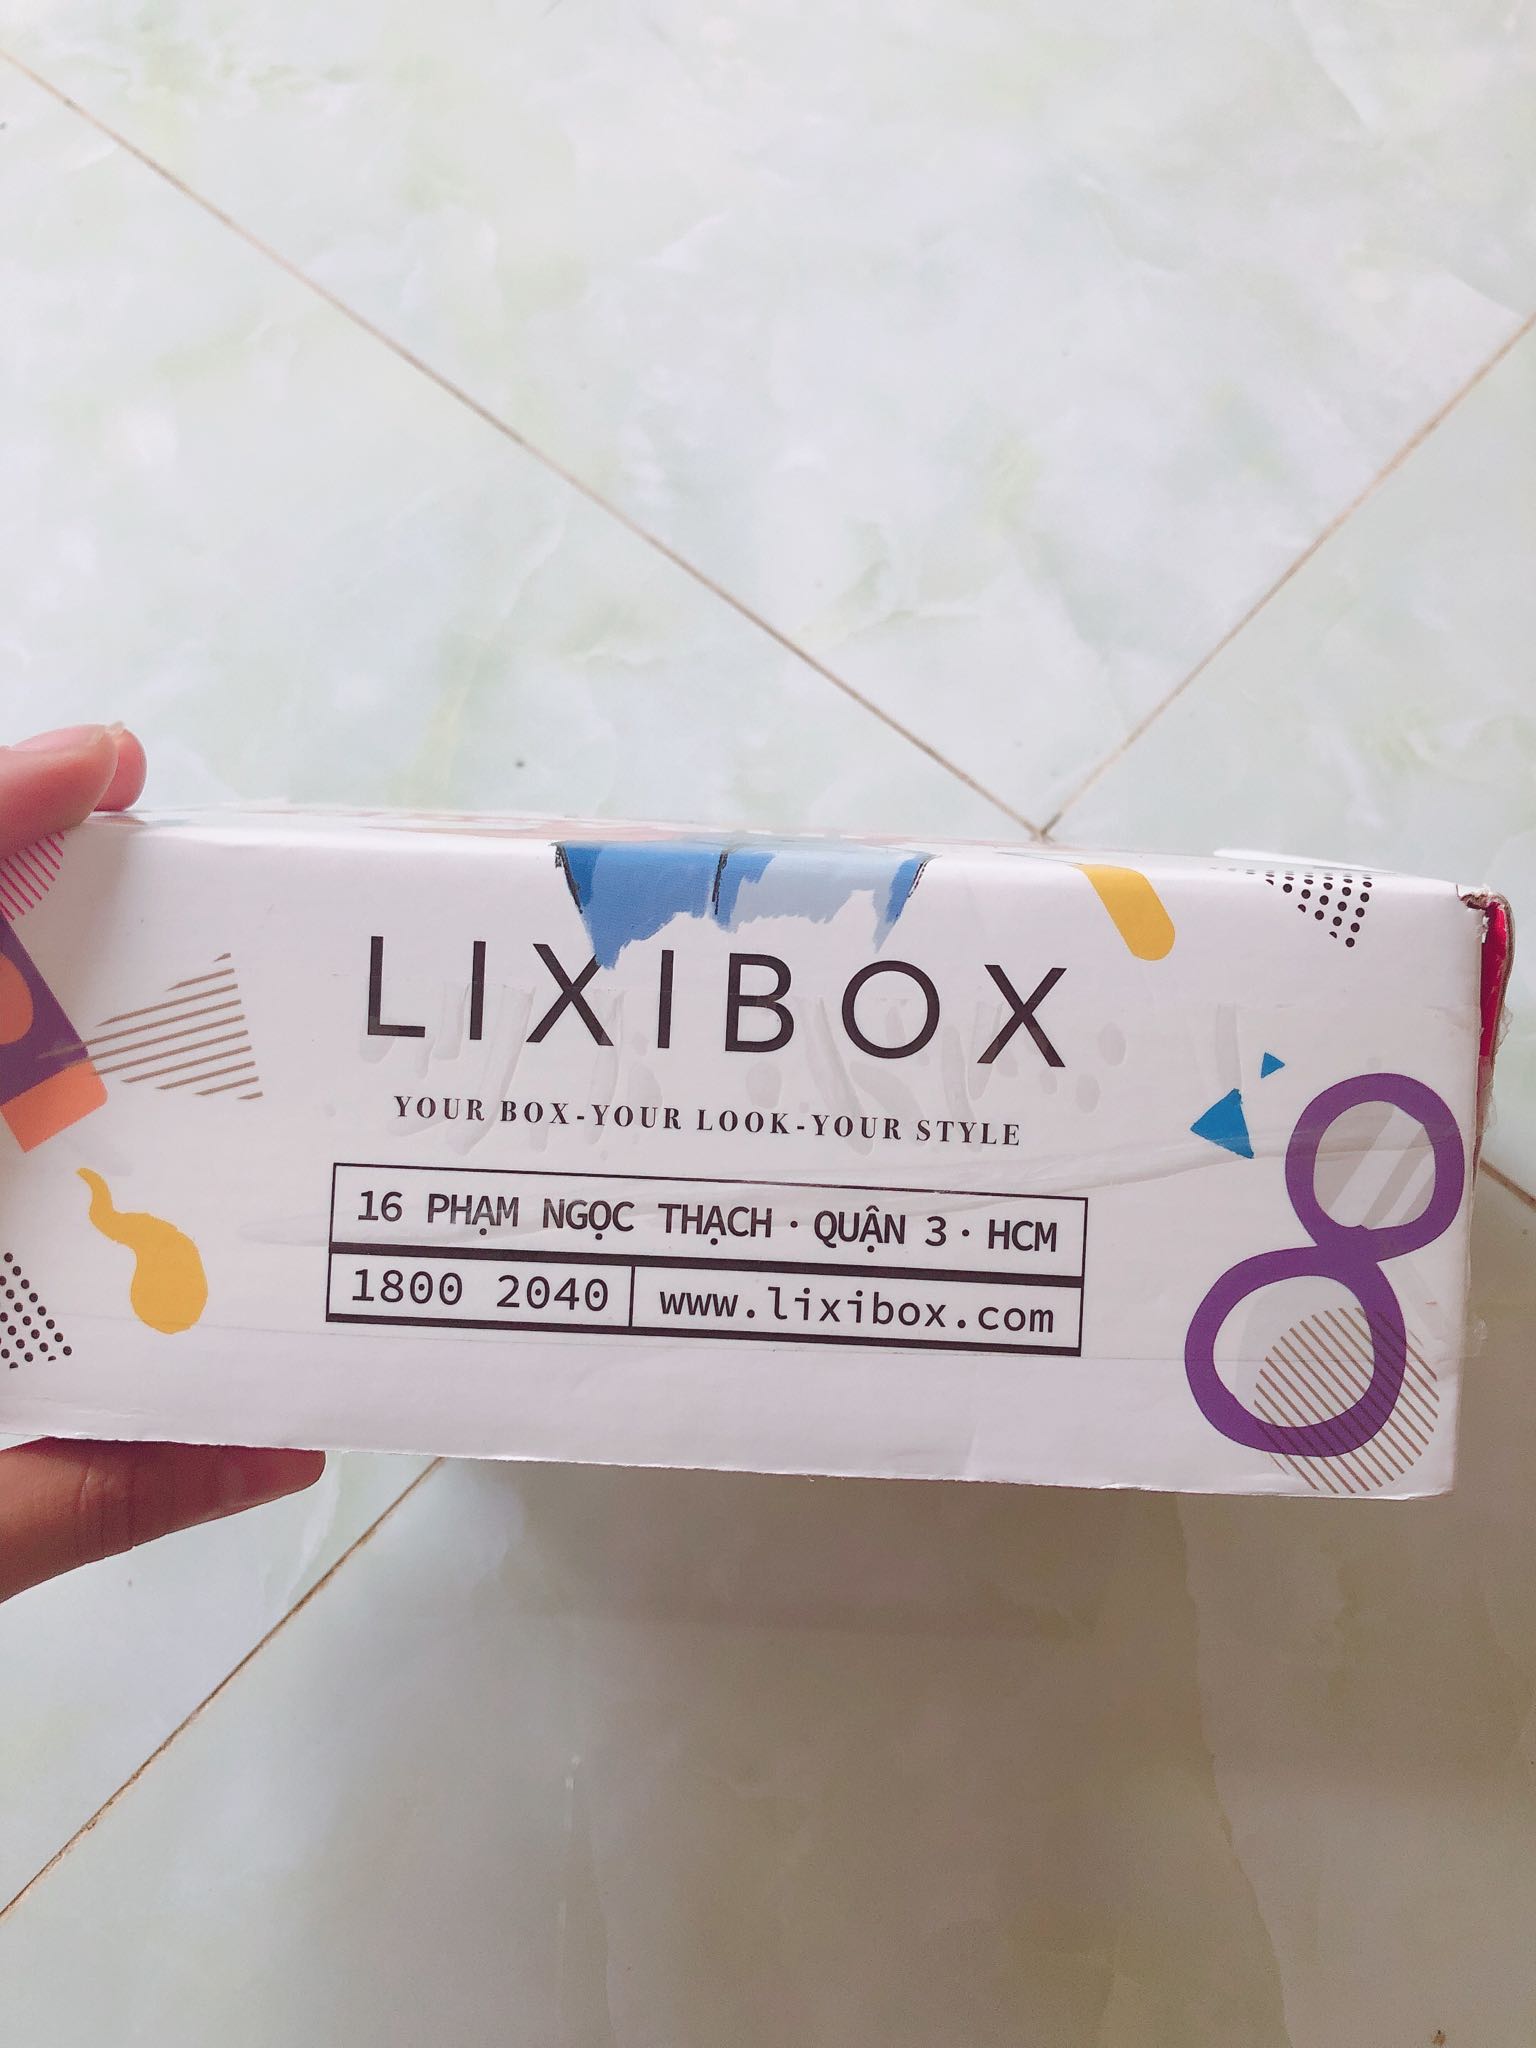 LIXIBOX
YOUR BOX-YOUR LOOK-YOUR STYLE
16 PHẠM NGỌC THẠCH · QUẬN 3 · HCM
1800 2040
www.lixibox.com